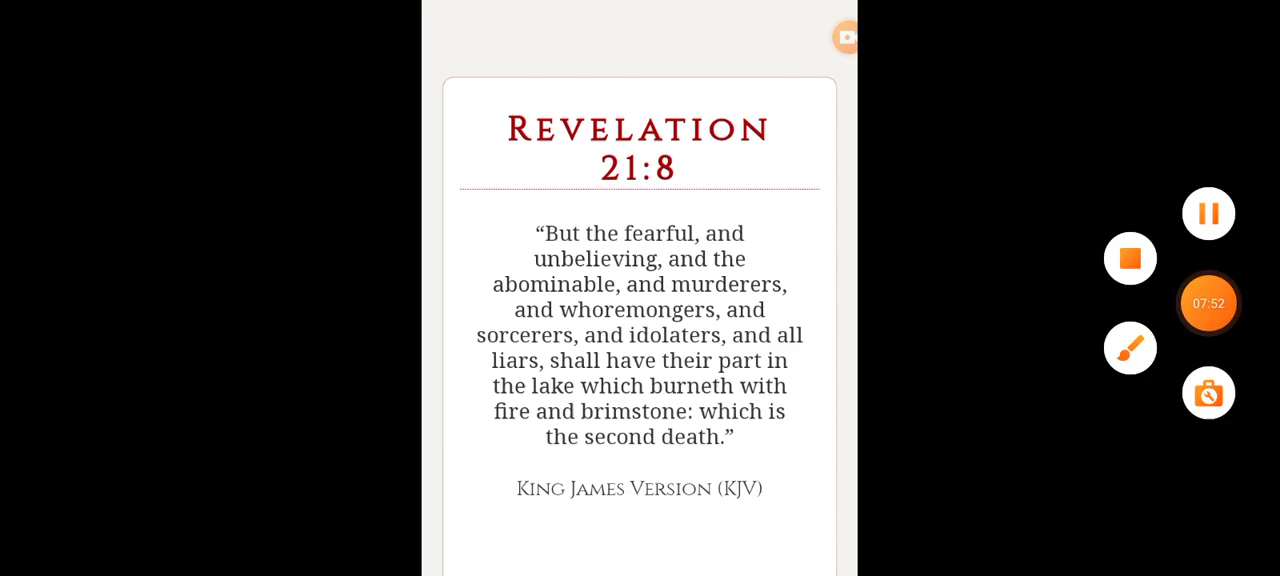 REVELATION
21:8
“But the fearful, and
unbelieving, and the
abominable, and murderers,
and whoremongers, and
sorcerers, and idolaters, and all
liars, shall have their part in
the lake which burneth with
fire and brimstone: which is
the second death.”
KING JAMES VERSION (KJV)
07:52